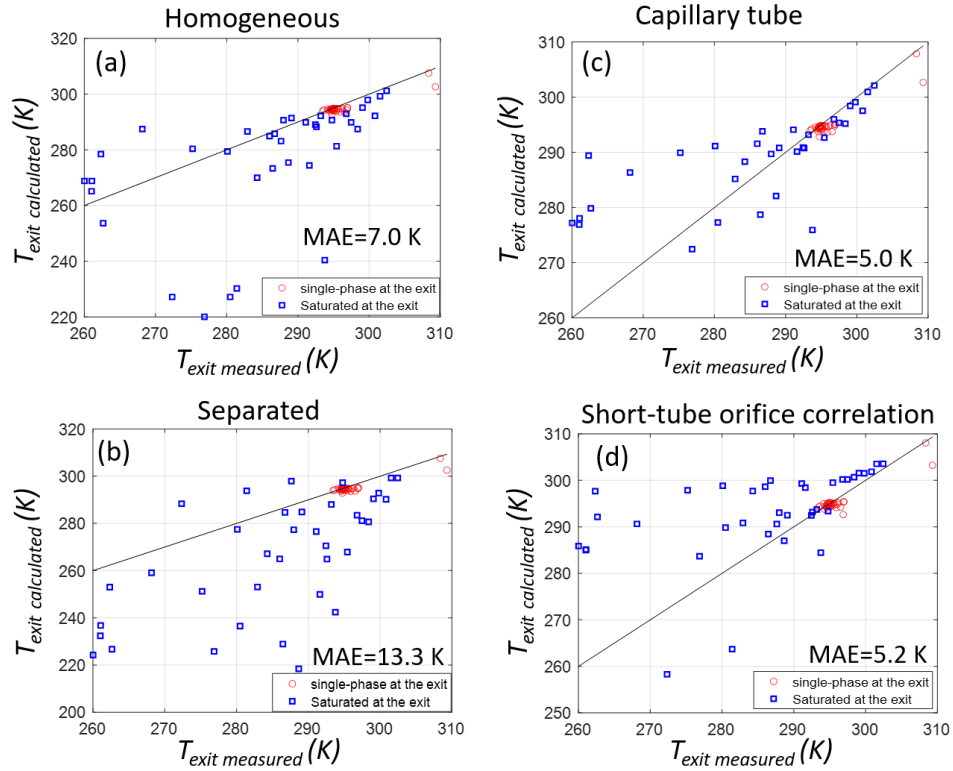 Homogeneous
(a)
320
300
280
260
240
220
T exit calculated (K)
MAE=7.0 K
single-phase at the exit
Saturated at the exit
260 270 280 290 300 310
T exit measured (K)
Capillary tube
(c)
310
300
290
280
270
260
T exit calculated (K)
MAE=5.0 K
single-phase at the exit
Saturated at the exit
260 270 280 290 300 310
T exit measured (K)
Separated
(b)
320
300
280
260
240
220
200
T exit calculated (K)
MAE=13.3 K
single-phase at the exit
Saturated at the exit
260 270 280 290 300 310
T exit measured (K)
Short-tube orifice correlation
(d)
310
300
290
280
270
260
250
T exit calculated (K)
MAE=5.2 K
single-phase at the exit
Saturated at the exit
260 270 280 290 300 310
T exit measured (K)